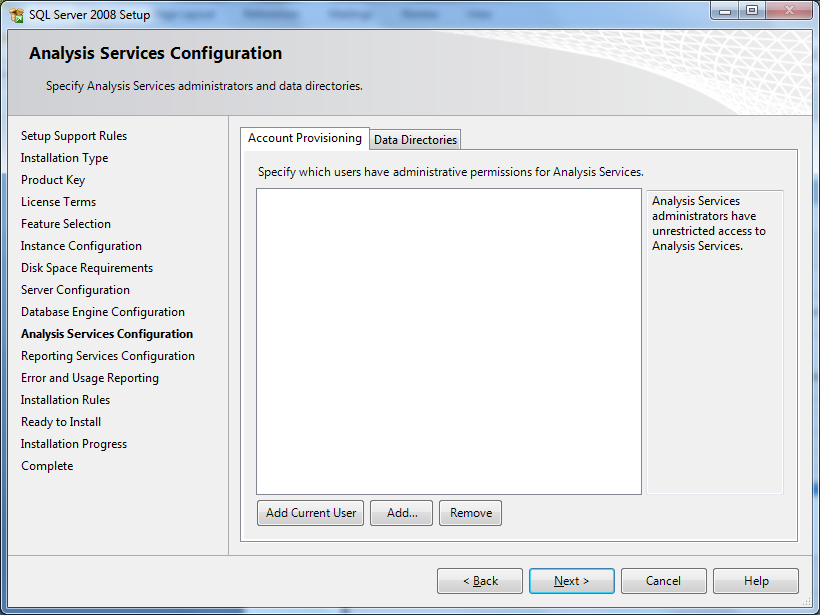 SQL Server 2008 Setup
Analysis Services Configuration
Specify Analysis Services administrators and data directories.
Setup Support Rules
Installation Type
Product Key
License Terms
Feature Selection
Instance Configuration
Disk Space Requirements
Server Configuration
Database Engine Configuration
Analysis Services Configuration
Reporting Services Configuration
Error and Usage Reporting
Installation Rules
Ready to Install
Installation Progress
Complete
Account Provisioning
Data Directories
Specify which users have administrative permissions for Analysis Services.
Analysis Services
administrators have
unrestricted access to
Analysis Services.
Add Current User
Add...
Remove
< Back
Next >
Cancel
Help